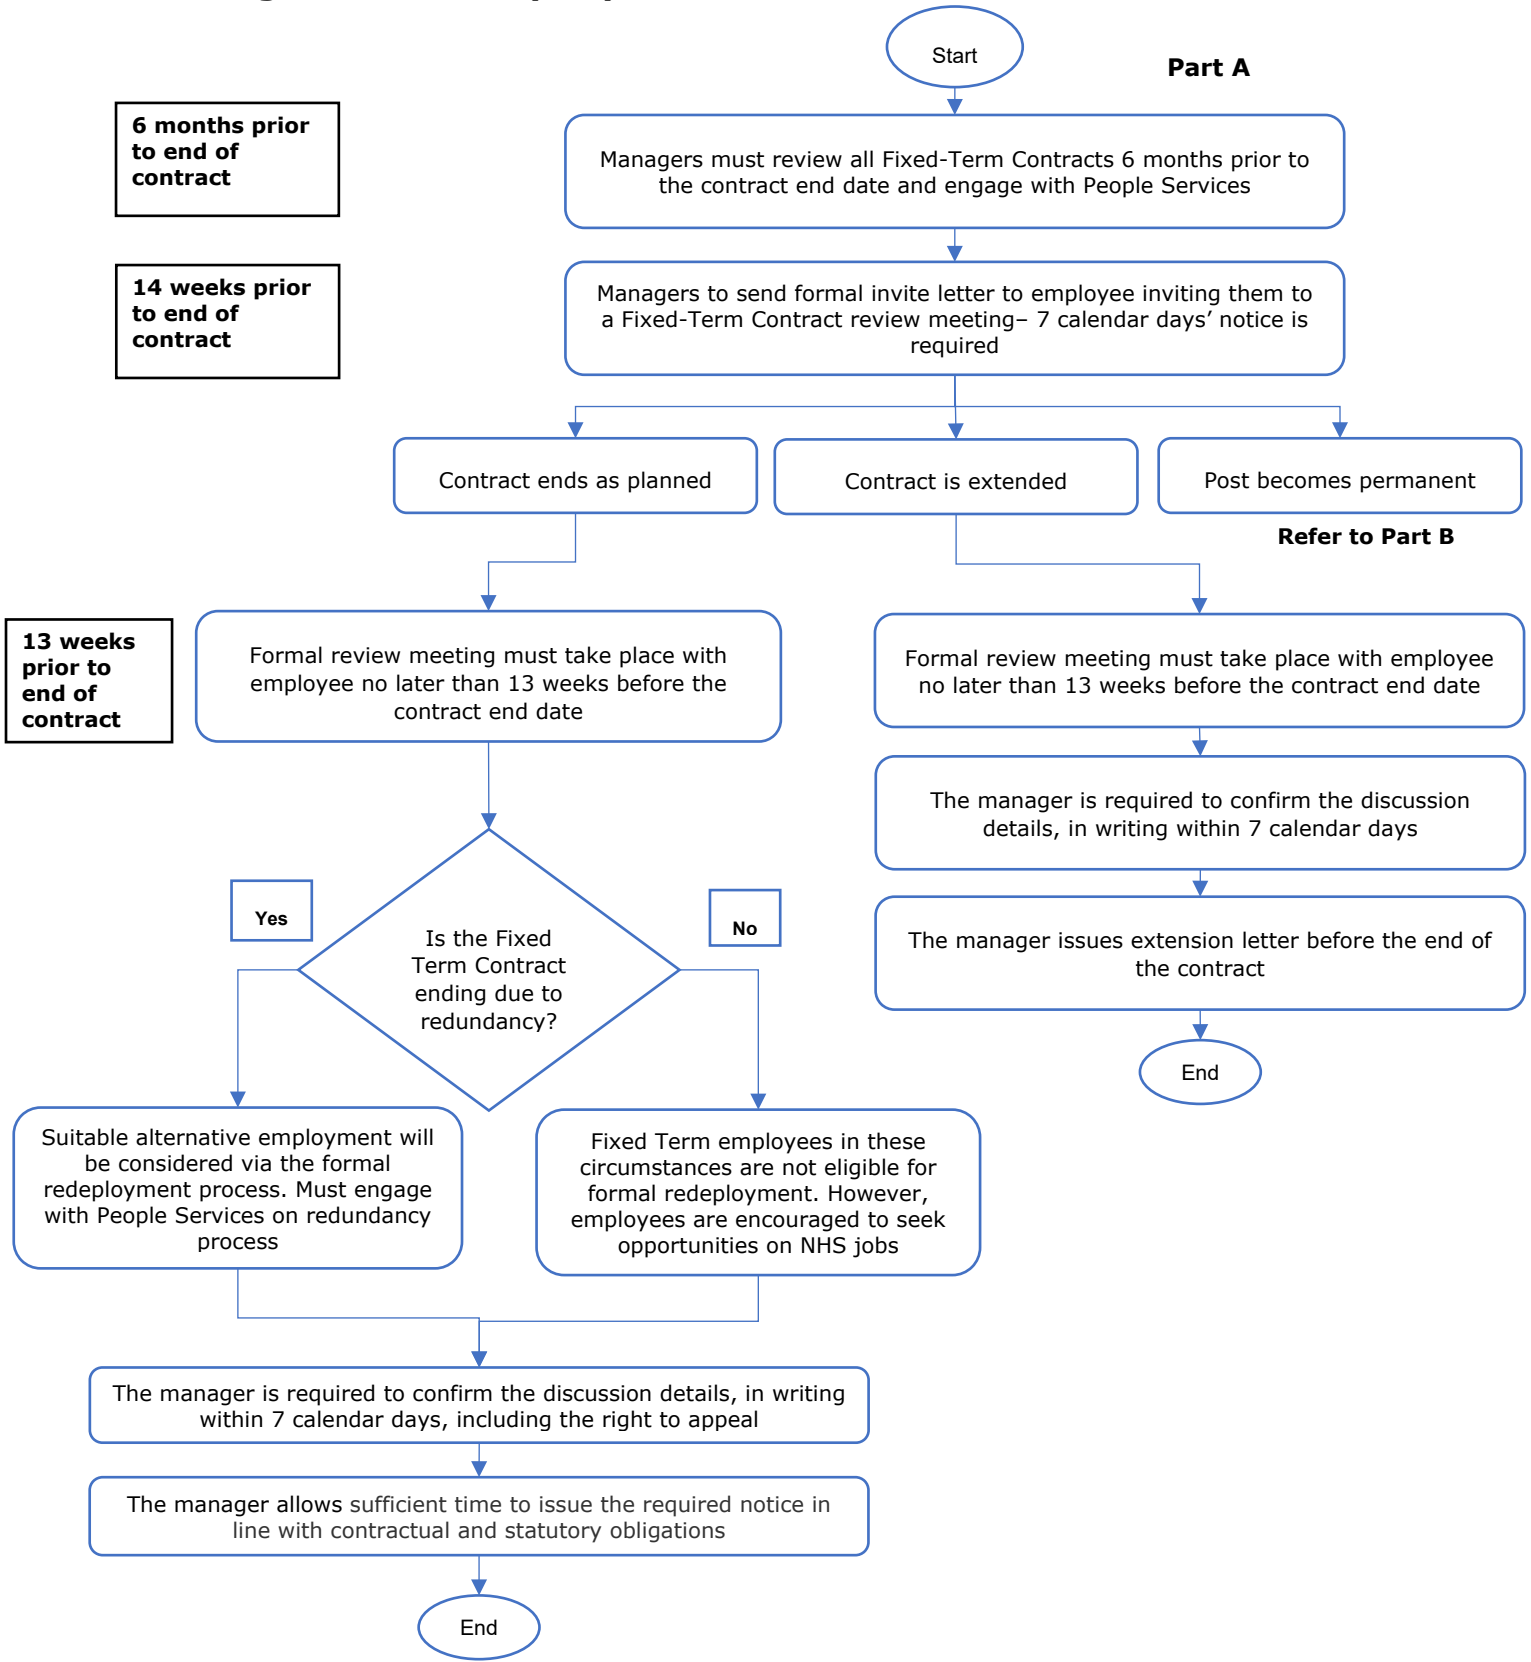 Start
Part A
6 months prior
to end of
contract
Managers must review all Fixed-Term Contracts 6 months prior to
the contract end date and engage with People Services
14 weeks prior
to end of
contract
Managers to send formal invite letter to employee inviting them to
a Fixed-Term Contract review meeting– 7 calendar days’ notice is
required
Contract ends as planned
Contract is extended
Post becomes permanent
Refer to Part B
13 weeks
prior to
end of
contract
Formal review meeting must take place with
employee no later than 13 weeks before the
contract end date
Formal review meeting must take place with employee
no later than 13 weeks before the contract end date
The manager is required to confirm the discussion
details, in writing within 7 calendar days
The manager issues extension letter before the end of
the contract
End
Yes
No
Is the Fixed
Term Contract
ending due to
redundancy?
Suitable alternative employment will
be considered via the formal
redeployment process. Must engage
with People Services on redundancy
process
Fixed Term employees in these
circumstances are not eligible for
formal redeployment. However,
employees are encouraged to seek
opportunities on NHS jobs
The manager is required to confirm the discussion details, in writing
within 7 calendar days, including the right to appeal
The manager allows sufficient time to issue the required notice in
line with contractual and statutory obligations
End